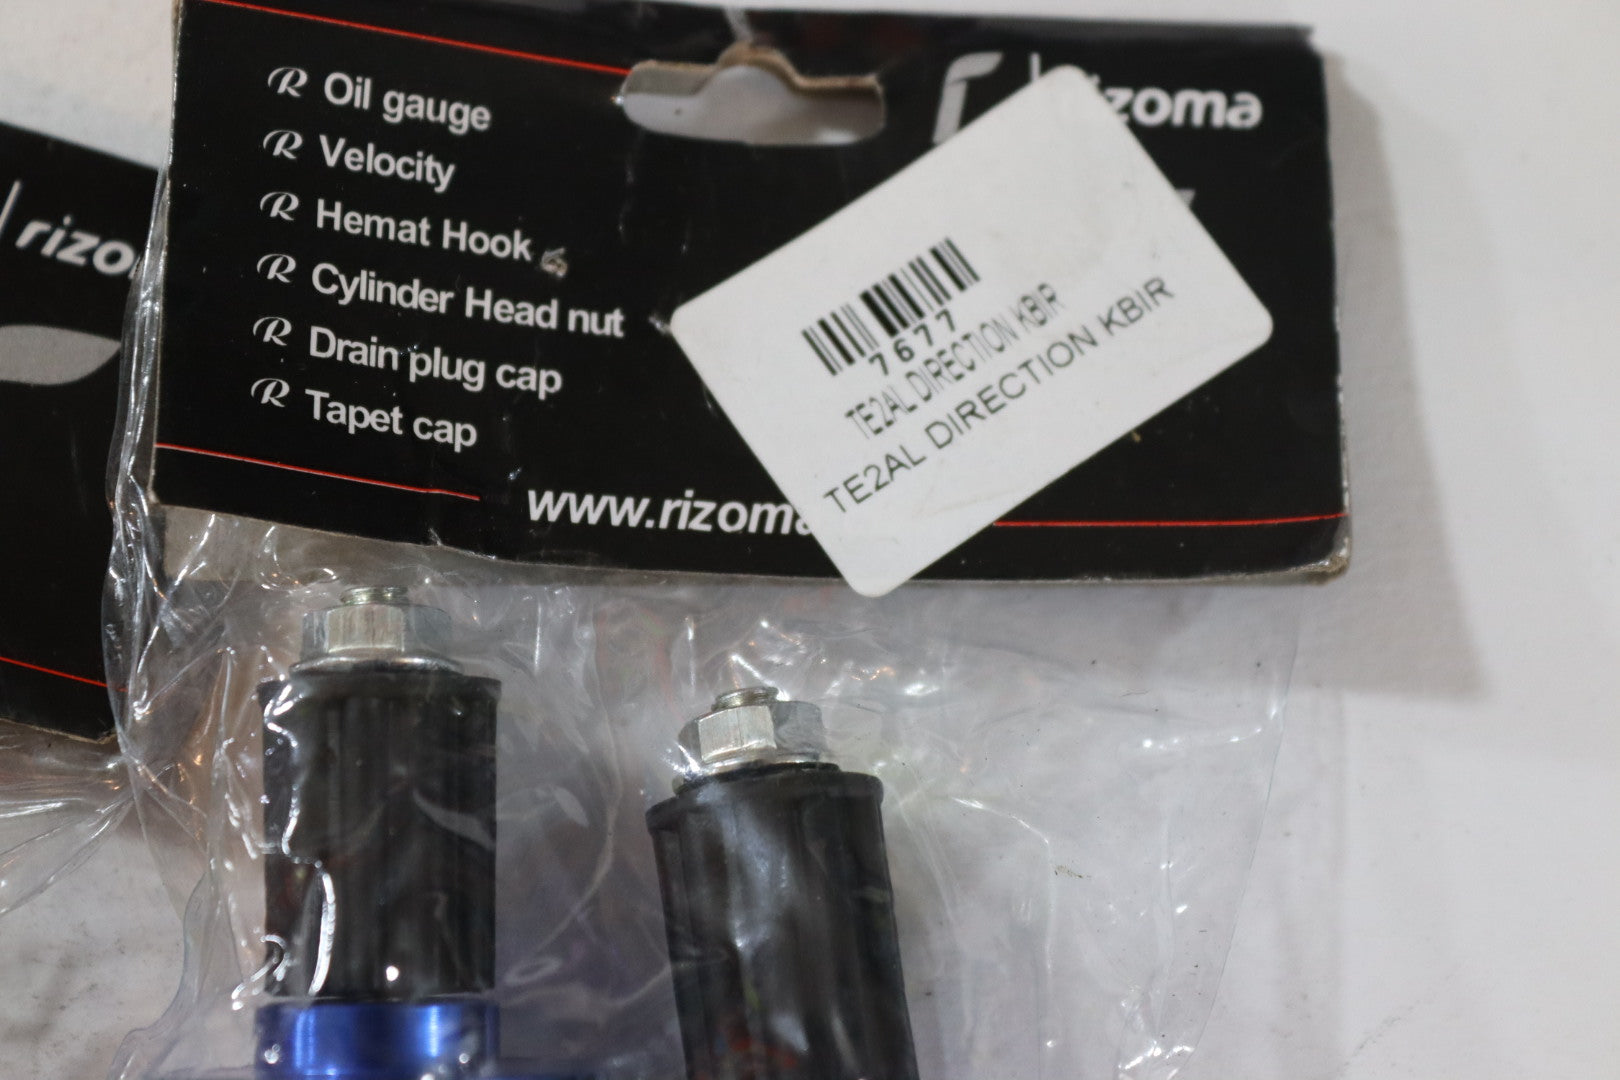 R Oil gauge
R Velocity
R Hemat Hook
R Cylinder Head nut
R Drain plug cap
R Tapet cap
www.rizoma
rizoma
7677
TE2AL DIRECTION KBIR
TE2AL DIRECTION KBIR
rizo